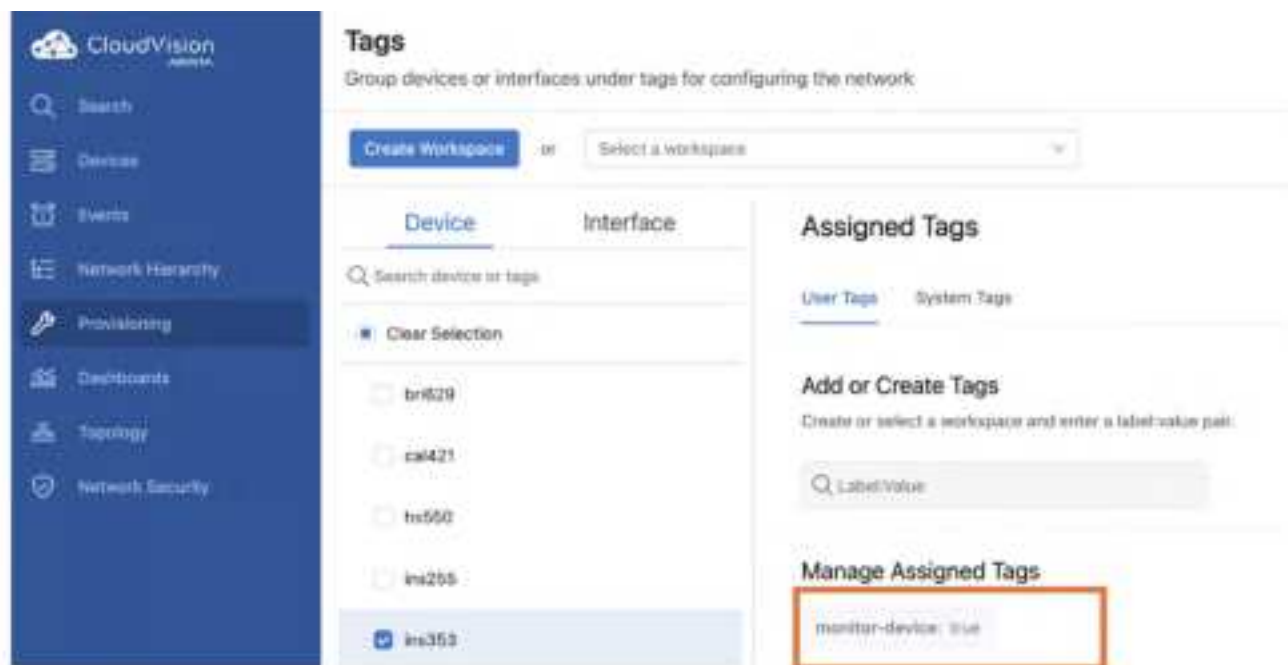 CloudVision
ARISTA
Search
Devices
Events
Network Hierarchy
Provisioning
Dashboards
Topology
Network Security
Tags
Group devices or interfaces under tags for configuring the network
Create Workspace or Select a workspace
Device Interface
Search device or tags
Clear Selection
bri629
cal421
hs550
ins255
ins353
Assigned Tags
User Tags System Tags
Add or Create Tags
Create or select a workspace and enter a label:value pair.
Label:Value
Manage Assigned Tags
monitor-device: true